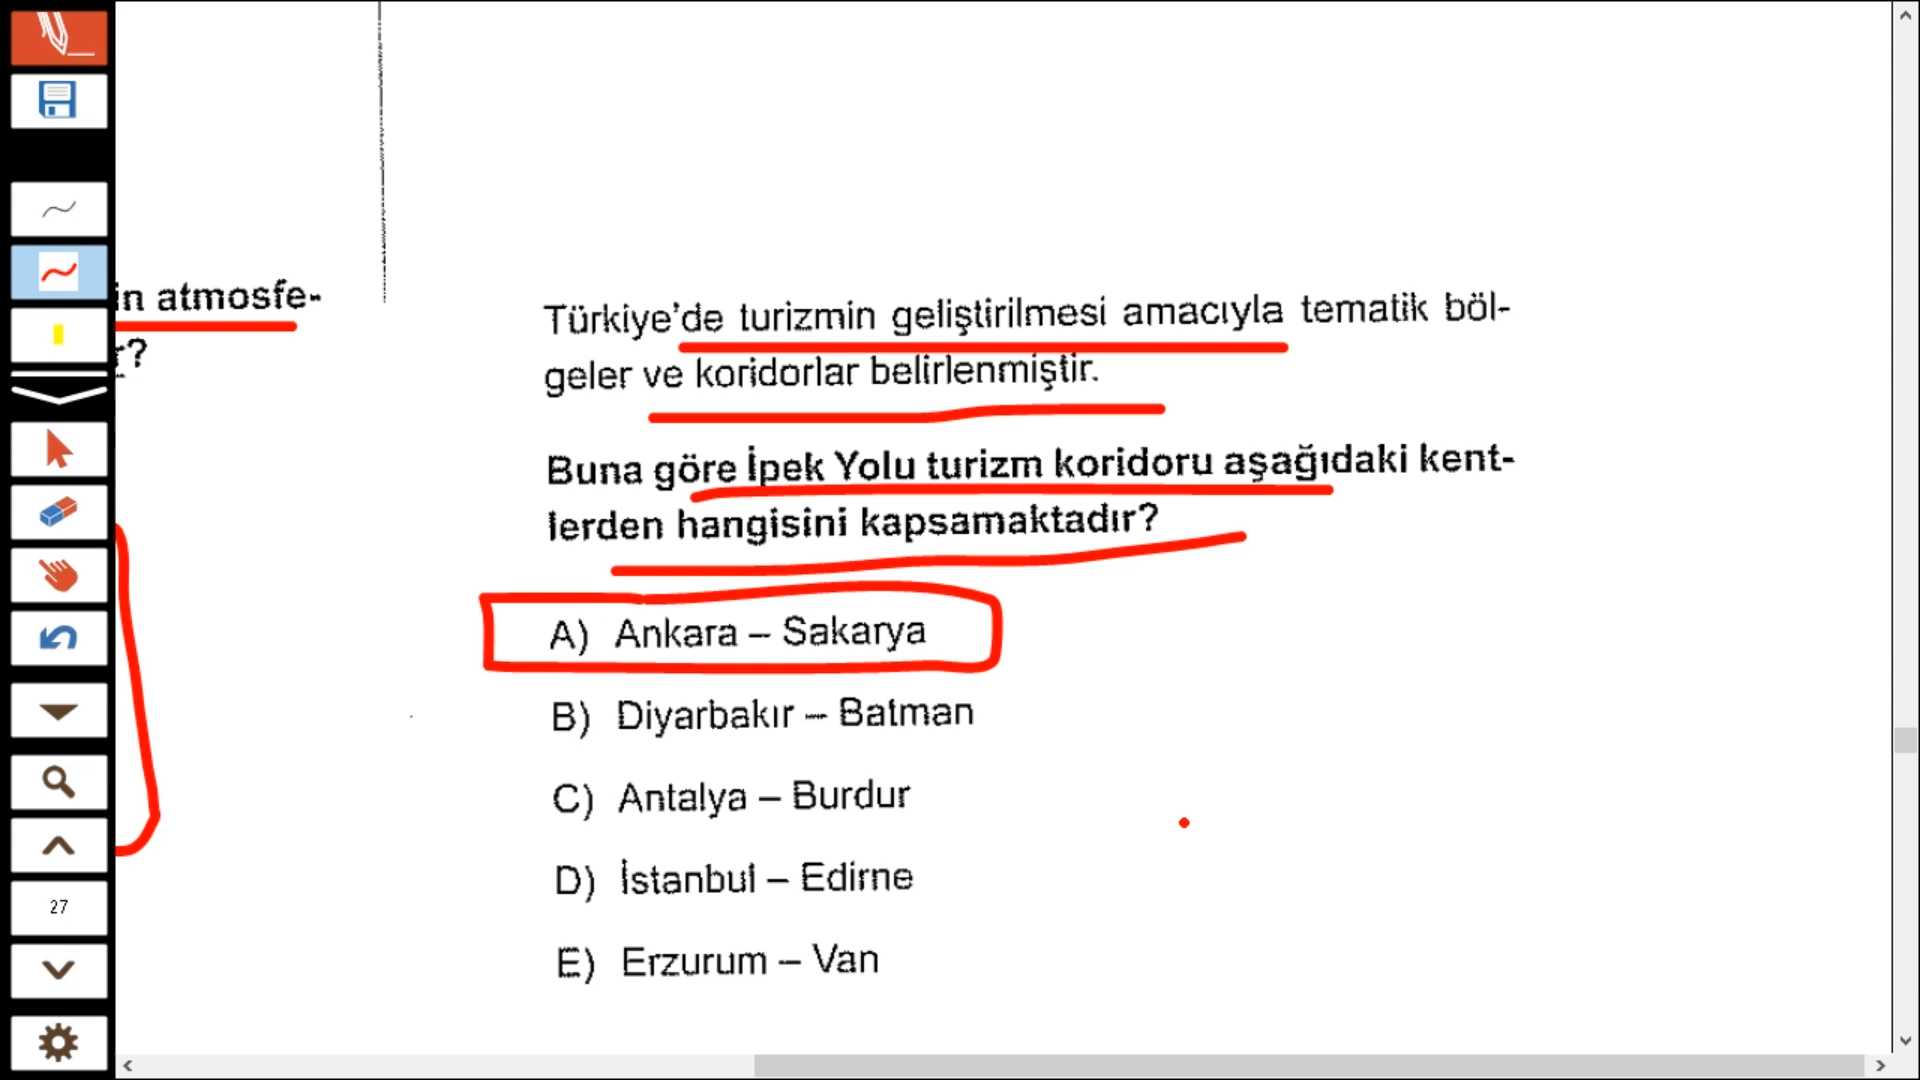 in atmosfe-
r?
Türkiye'de turizmin geliştirilmesi amacıyla tematik böl-
geler ve koridorlar belirlenmiştir.
Buna göre İpek Yolu turizm koridoru aşağıdaki kent-
lerden hangisini kapsamaktadır?
A) Ankara – Sakarya
B) Diyarbakır – Batman
C) Antalya – Burdur
D) İstanbul – Edirne
E) Erzurum – Van
27